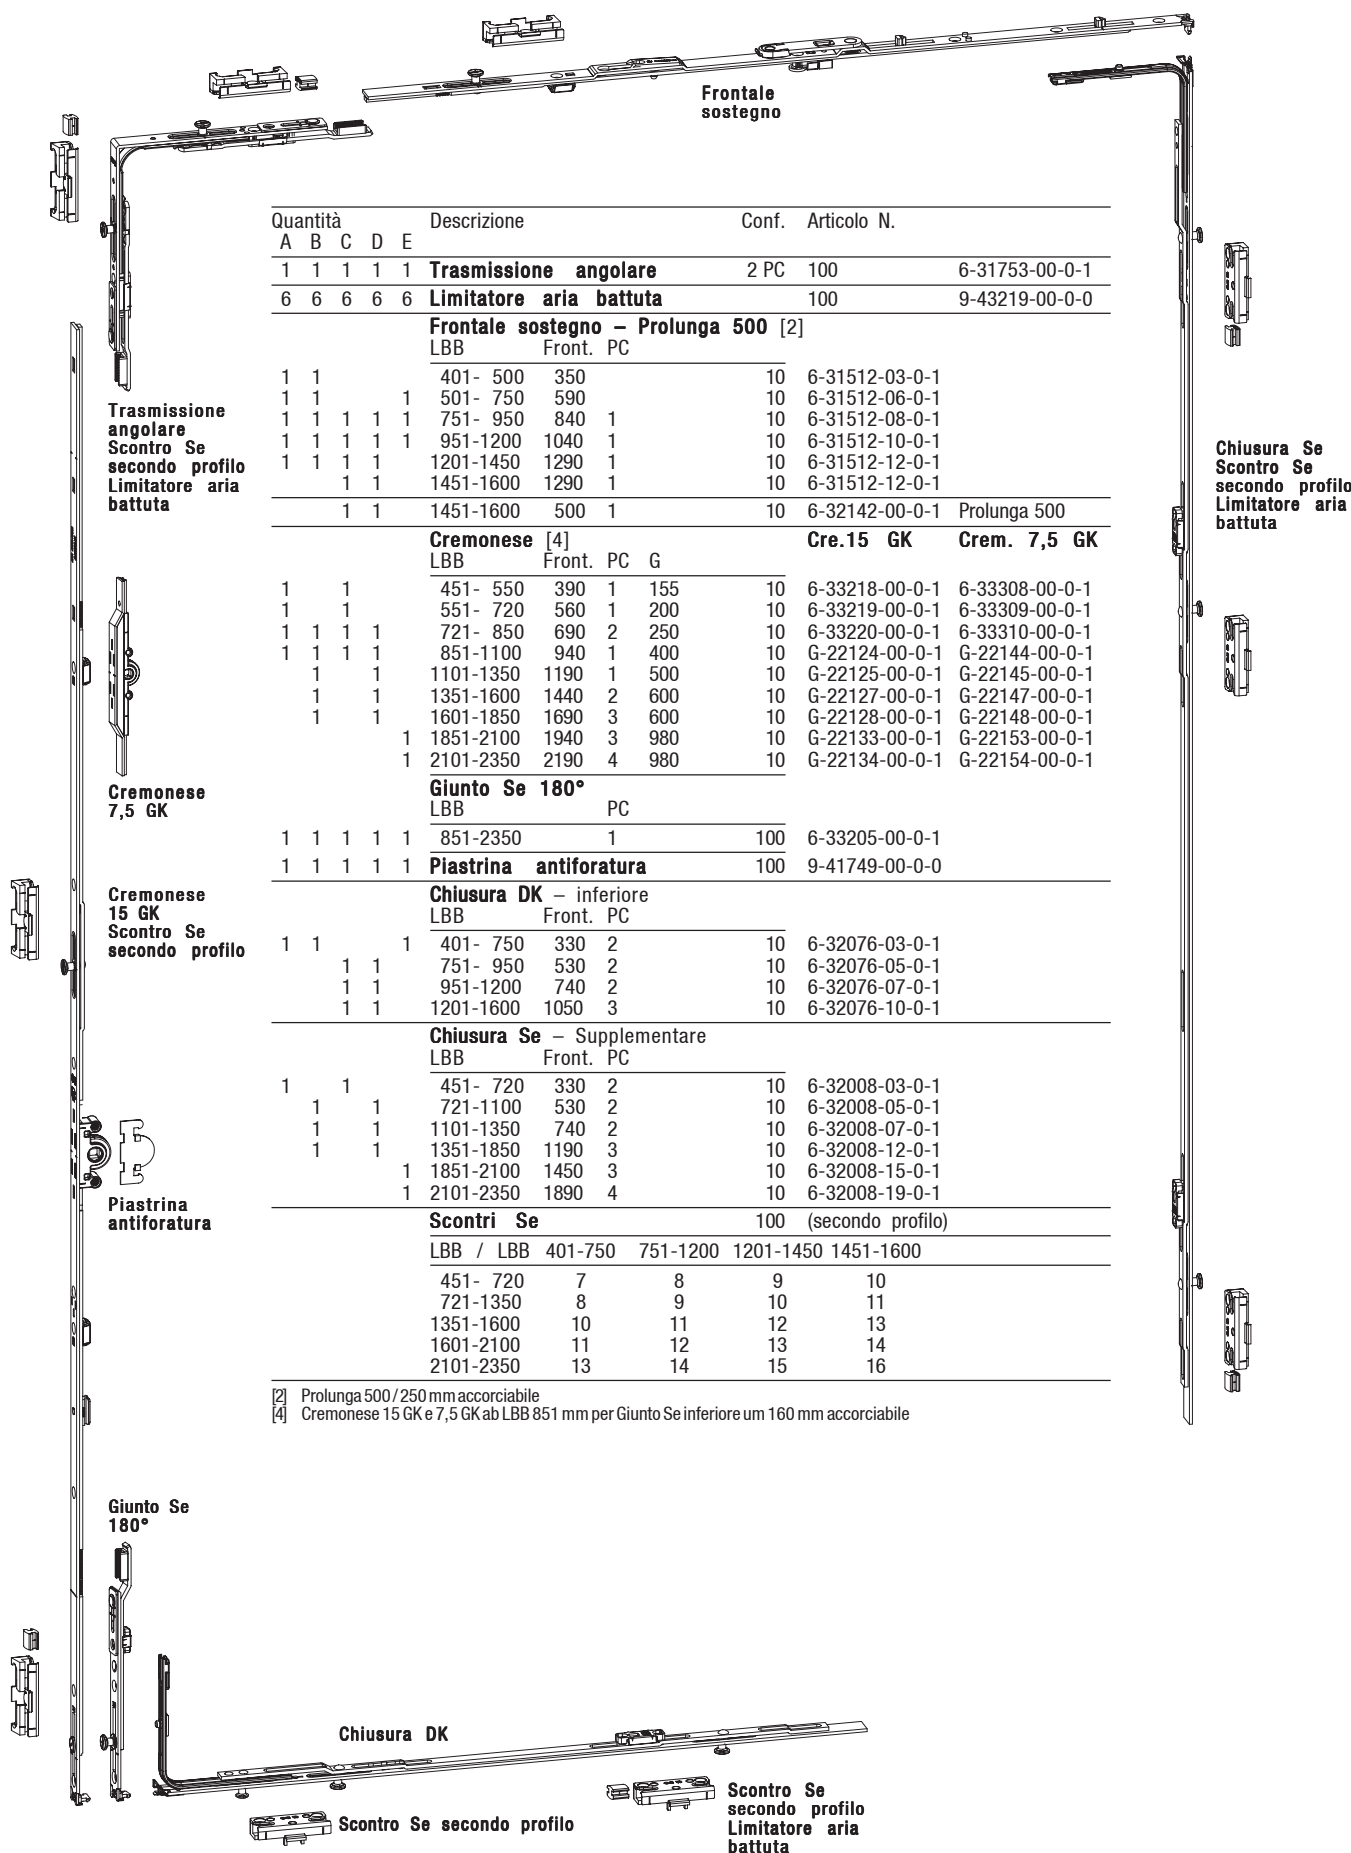 Frontale
sostegno
Quantità Descrizione Conf. Articolo N.
A B C D E
1 1 1 1 1 Trasmissione angolare 2 PC 100 6-31753-00-0-1
6 6 6 6 6 Limitatore aria battuta 100 9-43219-00-0-0
Frontale sostegno – Prolunga 500 [2]
LBB Front. PC
1 1 401- 500 350 10 6-31512-03-0-1
1 1 1 501- 750 590 10 6-31512-06-0-1
1 1 1 1 1 751- 950 840 1 10 6-31512-08-0-1
1 1 1 1 1 951-1200 1040 1 10 6-31512-10-0-1
1 1 1 1 1201-1450 1290 1 10 6-31512-12-0-1
1 1 1451-1600 1290 1 10 6-31512-12-0-1
1 1 1451-1600 500 1 10 6-32142-00-0-1 Prolunga 500
Cremonese [4] Cre.15 GK Crem. 7,5 GK
LBB Front. PC G
1 1 451- 550 390 1 155 10 6-33218-00-0-1 6-33308-00-0-1
1 1 551- 720 560 1 200 10 6-33219-00-0-1 6-33309-00-0-1
1 1 1 1 721- 850 690 2 250 10 6-33220-00-0-1 6-33310-00-0-1
1 1 1 1 851-1100 940 1 400 10 G-22124-00-0-1 G-22144-00-0-1
1 1 1101-1350 1190 1 500 10 G-22125-00-0-1 G-22145-00-0-1
1 1 1351-1600 1440 2 600 10 G-22127-00-0-1 G-22147-00-0-1
1 1 1601-1850 1690 3 600 10 G-22128-00-0-1 G-22148-00-0-1
1 1851-2100 1940 3 980 10 G-22133-00-0-1 G-22153-00-0-1
1 2101-2350 2190 4 980 10 G-22134-00-0-1 G-22154-00-0-1
Giunto Se 180°
LBB PC
1 1 1 1 1 851-2350 1 100 6-33205-00-0-1
1 1 1 1 1 Piastrina antiforatura 100 9-41749-00-0-0
Chiusura DK – inferiore
LBB Front. PC
1 1 1 401- 750 330 2 10 6-32076-03-0-1
1 1 751- 950 530 2 10 6-32076-05-0-1
1 1 951-1200 740 2 10 6-32076-07-0-1
1 1 1201-1600 1050 3 10 6-32076-10-0-1
Chiusura Se – Supplementare
LBB Front. PC
1 1 451- 720 330 2 10 6-32008-03-0-1
1 1 721-1100 530 2 10 6-32008-05-0-1
1 1 1101-1350 740 2 10 6-32008-07-0-1
1 1 1351-1850 1190 3 10 6-32008-12-0-1
1 1851-2100 1450 3 10 6-32008-15-0-1
1 2101-2350 1890 4 10 6-32008-19-0-1
Scontri Se 100 (secondo profilo)
LBB / LBB 401-750 751-1200 1201-1450 1451-1600
451- 720 7 8 9 10
721-1350 8 9 10 11
1351-1600 10 11 12 13
1601-2100 11 12 13 14
2101-2350 13 14 15 16
[2] Prolunga 500 / 250 mm accorciabile
[4] Cremonese 15 GK e 7,5 GK ab LBB 851 mm per Giunto Se inferiore um 160 mm accorciabile
Trasmissione
angolare
Scontro Se
secondo profilo
Limitatore aria
battuta
Cremonese
7,5 GK
Cremonese
15 GK
Scontro Se
secondo profilo
Piastrina
antiforatura
Giunto Se
180°
Chiusura Se
Scontro Se
secondo profilo
Limitatore aria
battuta
Chiusura DK
Scontro Se secondo profilo
Scontro Se
secondo profilo
Limitatore aria
battuta